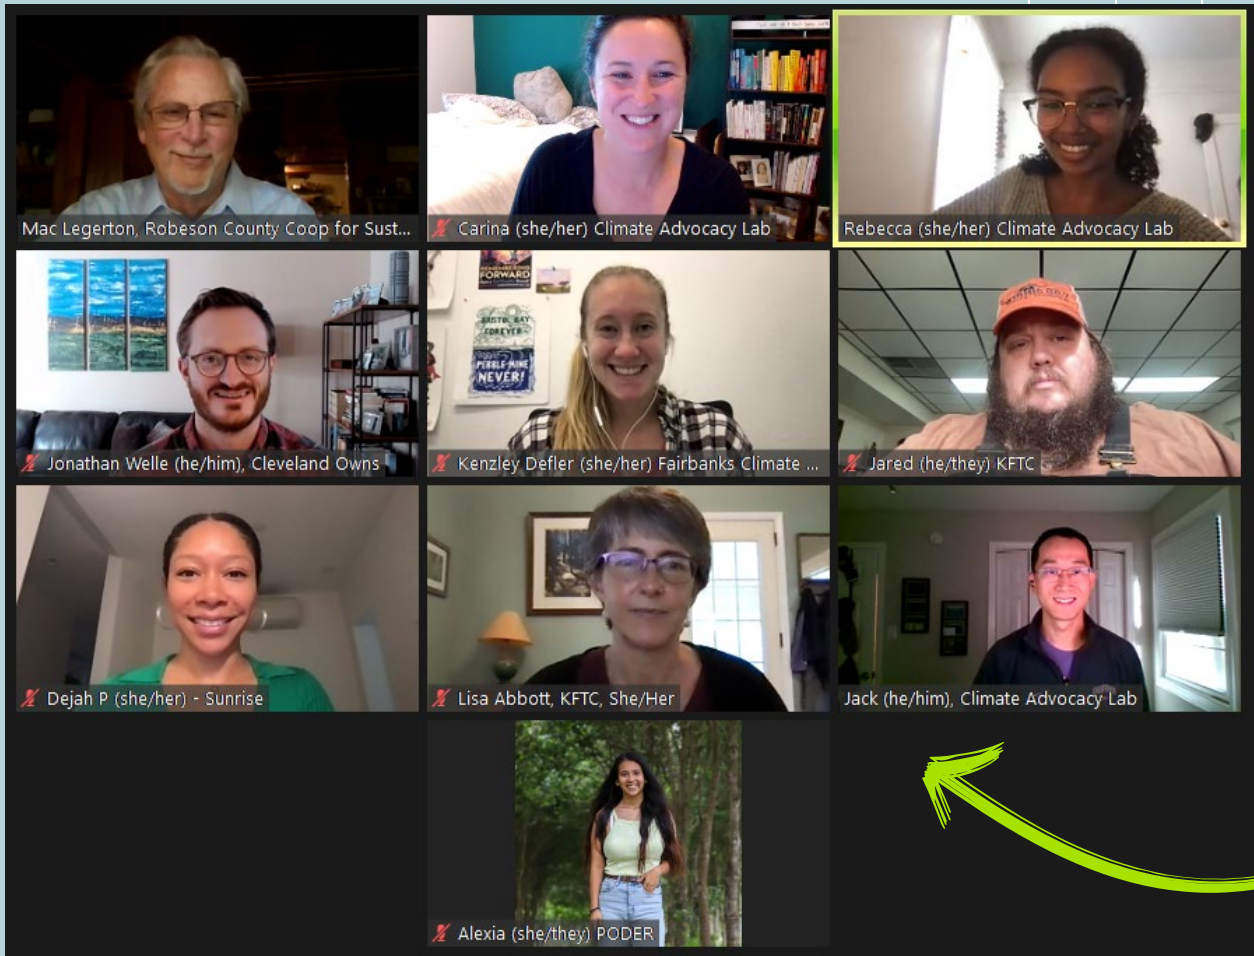 Mac Legerton, Robeson County Coop for Sust...
Carina (she/her) Climate Advocacy Lab
Rebecca (she/her) Climate Advocacy Lab
FORWARD
BRISTOL BAY
FOREVER
PEBBLE MINE
NEVER!
Jonathan Welle (he/him), Cleveland Owns
Kenzley Defler (she/her) Fairbanks Climate ...
Jared (he/they) KFTC
Dejah P (she/her) - Sunrise
Lisa Abbott, KFTC, She/Her
Jack (he/him), Climate Advocacy Lab
Alexia (she/they) PODER